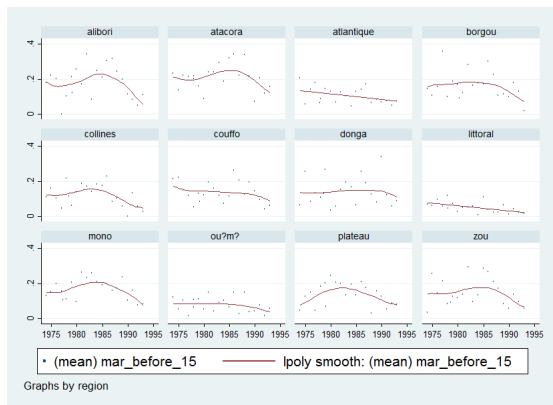 alibori atacora atlantique borgou
0 .2 .4
collines couffo donga littoral
0 .2 .4
mono ou?m? plateau zou
0 .2 .4
1975 1980 1985 1990 1995 1975 1980 1985 1990 1995 1975 1980 1985 1990 1995 1975 1980 1985 1990 1995
(mean) mar_before_15 lpoly smooth: (mean) mar_before_15
Graphs by region